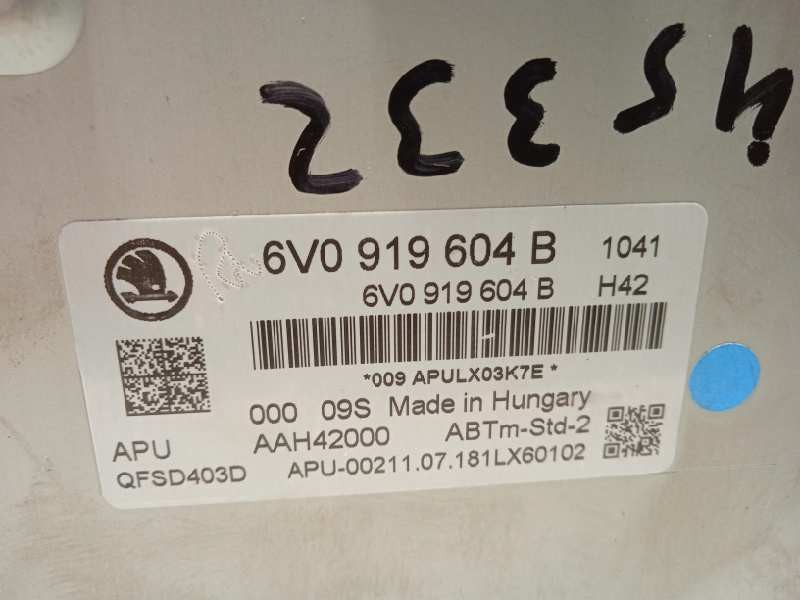 6V0 919 604 B 1041
6V0 919 604 B H42
*009 APULX03K7E *
000 09S Made in Hungary
APU AAH42000 ABTm-Std-2
QFSD403D APU-00211.07.181LX60102